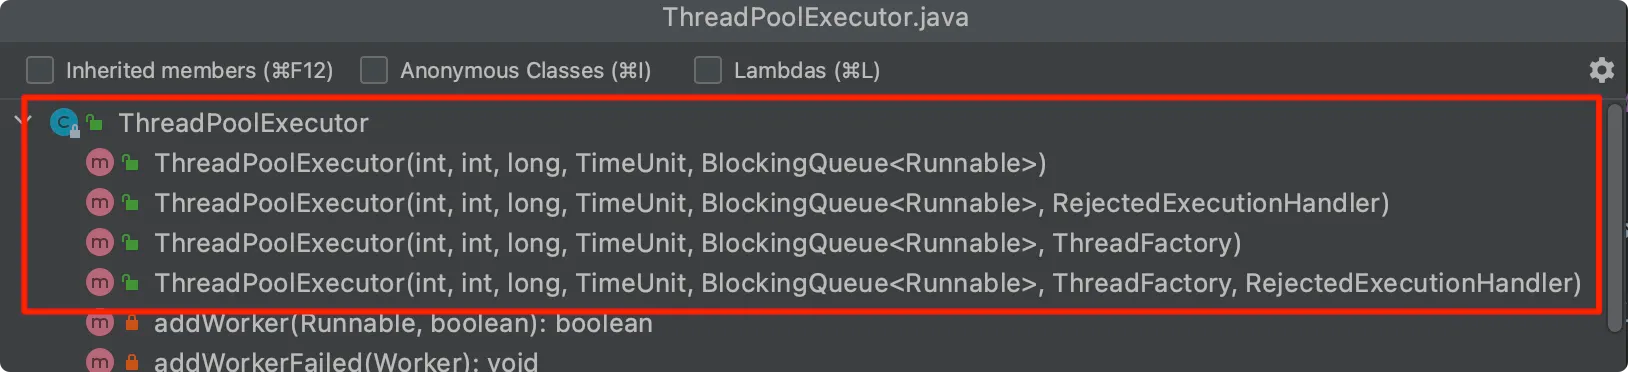 ThreadPoolExecutor.java
Inherited members (⌘F12) Anonymous Classes (⌘I) Lambdas (⌘L)
ThreadPoolExecutor
ThreadPoolExecutor(int, int, long, TimeUnit, BlockingQueue<Runnable>)
ThreadPoolExecutor(int, int, long, TimeUnit, BlockingQueue<Runnable>, RejectedExecutionHandler)
ThreadPoolExecutor(int, int, long, TimeUnit, BlockingQueue<Runnable>, ThreadFactory)
ThreadPoolExecutor(int, int, long, TimeUnit, BlockingQueue<Runnable>, ThreadFactory, RejectedExecutionHandler)
addWorker(Runnable, boolean): boolean
addWorkerFailed(Worker): void